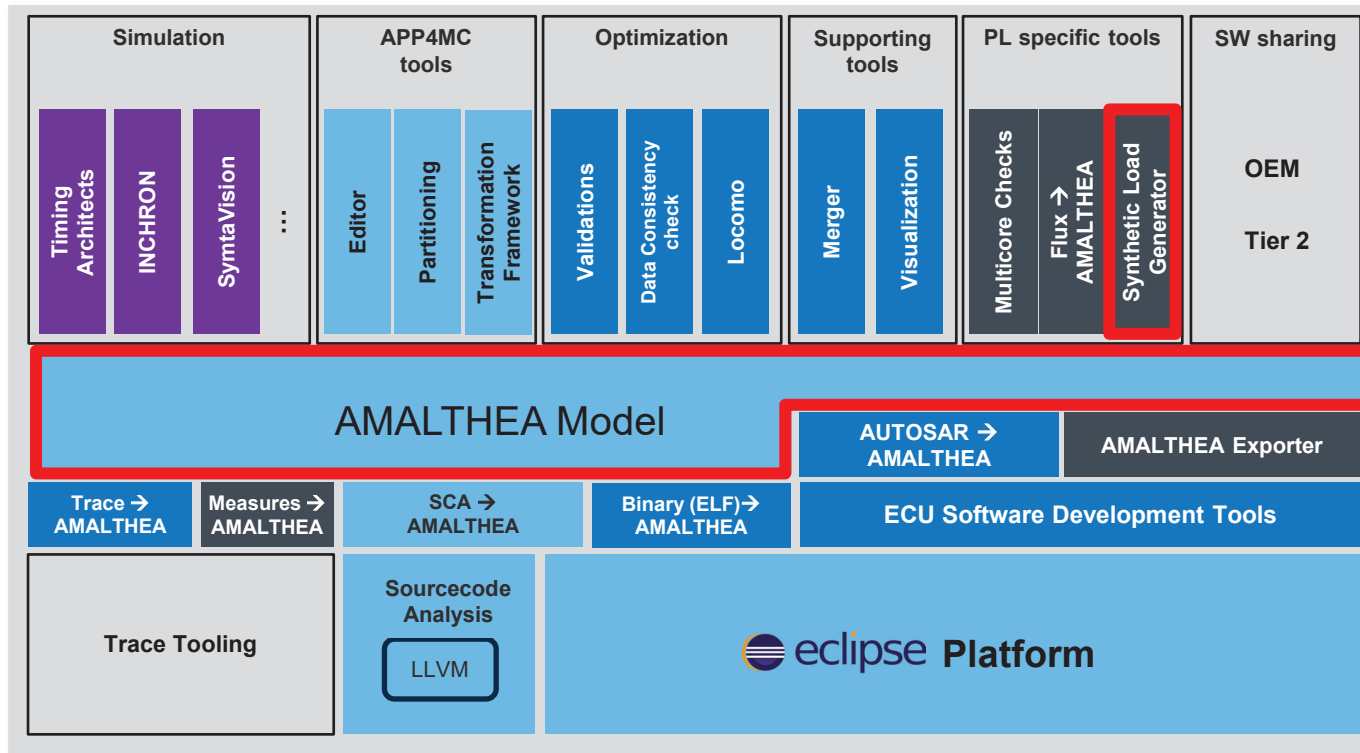 Simulation
APP4MC
tools
Optimization
Supporting
tools
PL specific tools
SW sharing
Timing
Architects
INCHRON
SymtaVision
...
Editor
Partitioning
Transformation
Framework
Validations
Data Consistency
check
Locomo
Merger
Visualization
Multicore Checks
Flux →
AMALTHEA
Synthetic Load
Generator
OEM
Tier 2
AMALTHEA Model
AUTOSAR →
AMALTHEA
AMALTHEA Exporter
Trace →
AMALTHEA
Measures →
AMALTHEA
SCA →
AMALTHEA
Binary (ELF)→
AMALTHEA
ECU Software Development Tools
Trace Tooling
Sourcecode
Analysis
LLVM
eclipse Platform